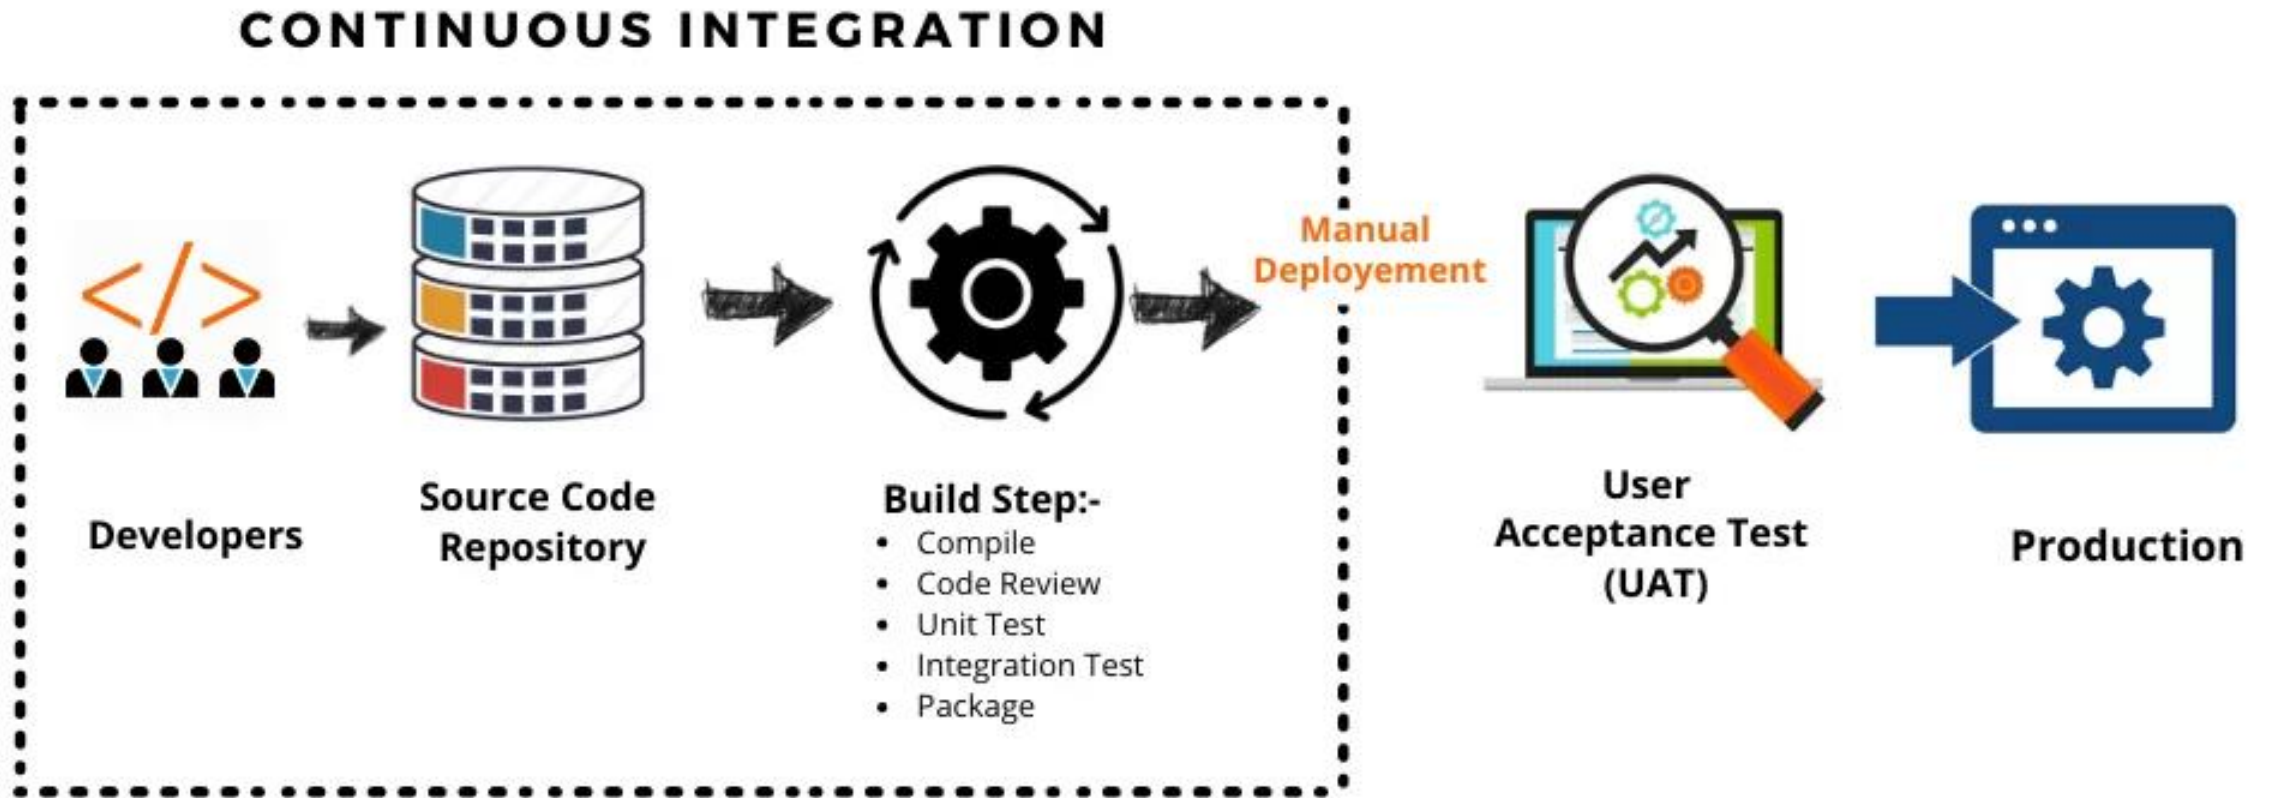 CONTINUOUS INTEGRATION
</>
Developers
Source Code
Repository
Build Step:-
• Compile
• Code Review
• Unit Test
• Integration Test
• Package
Manual
Deployement
User
Acceptance Test
(UAT)
Production